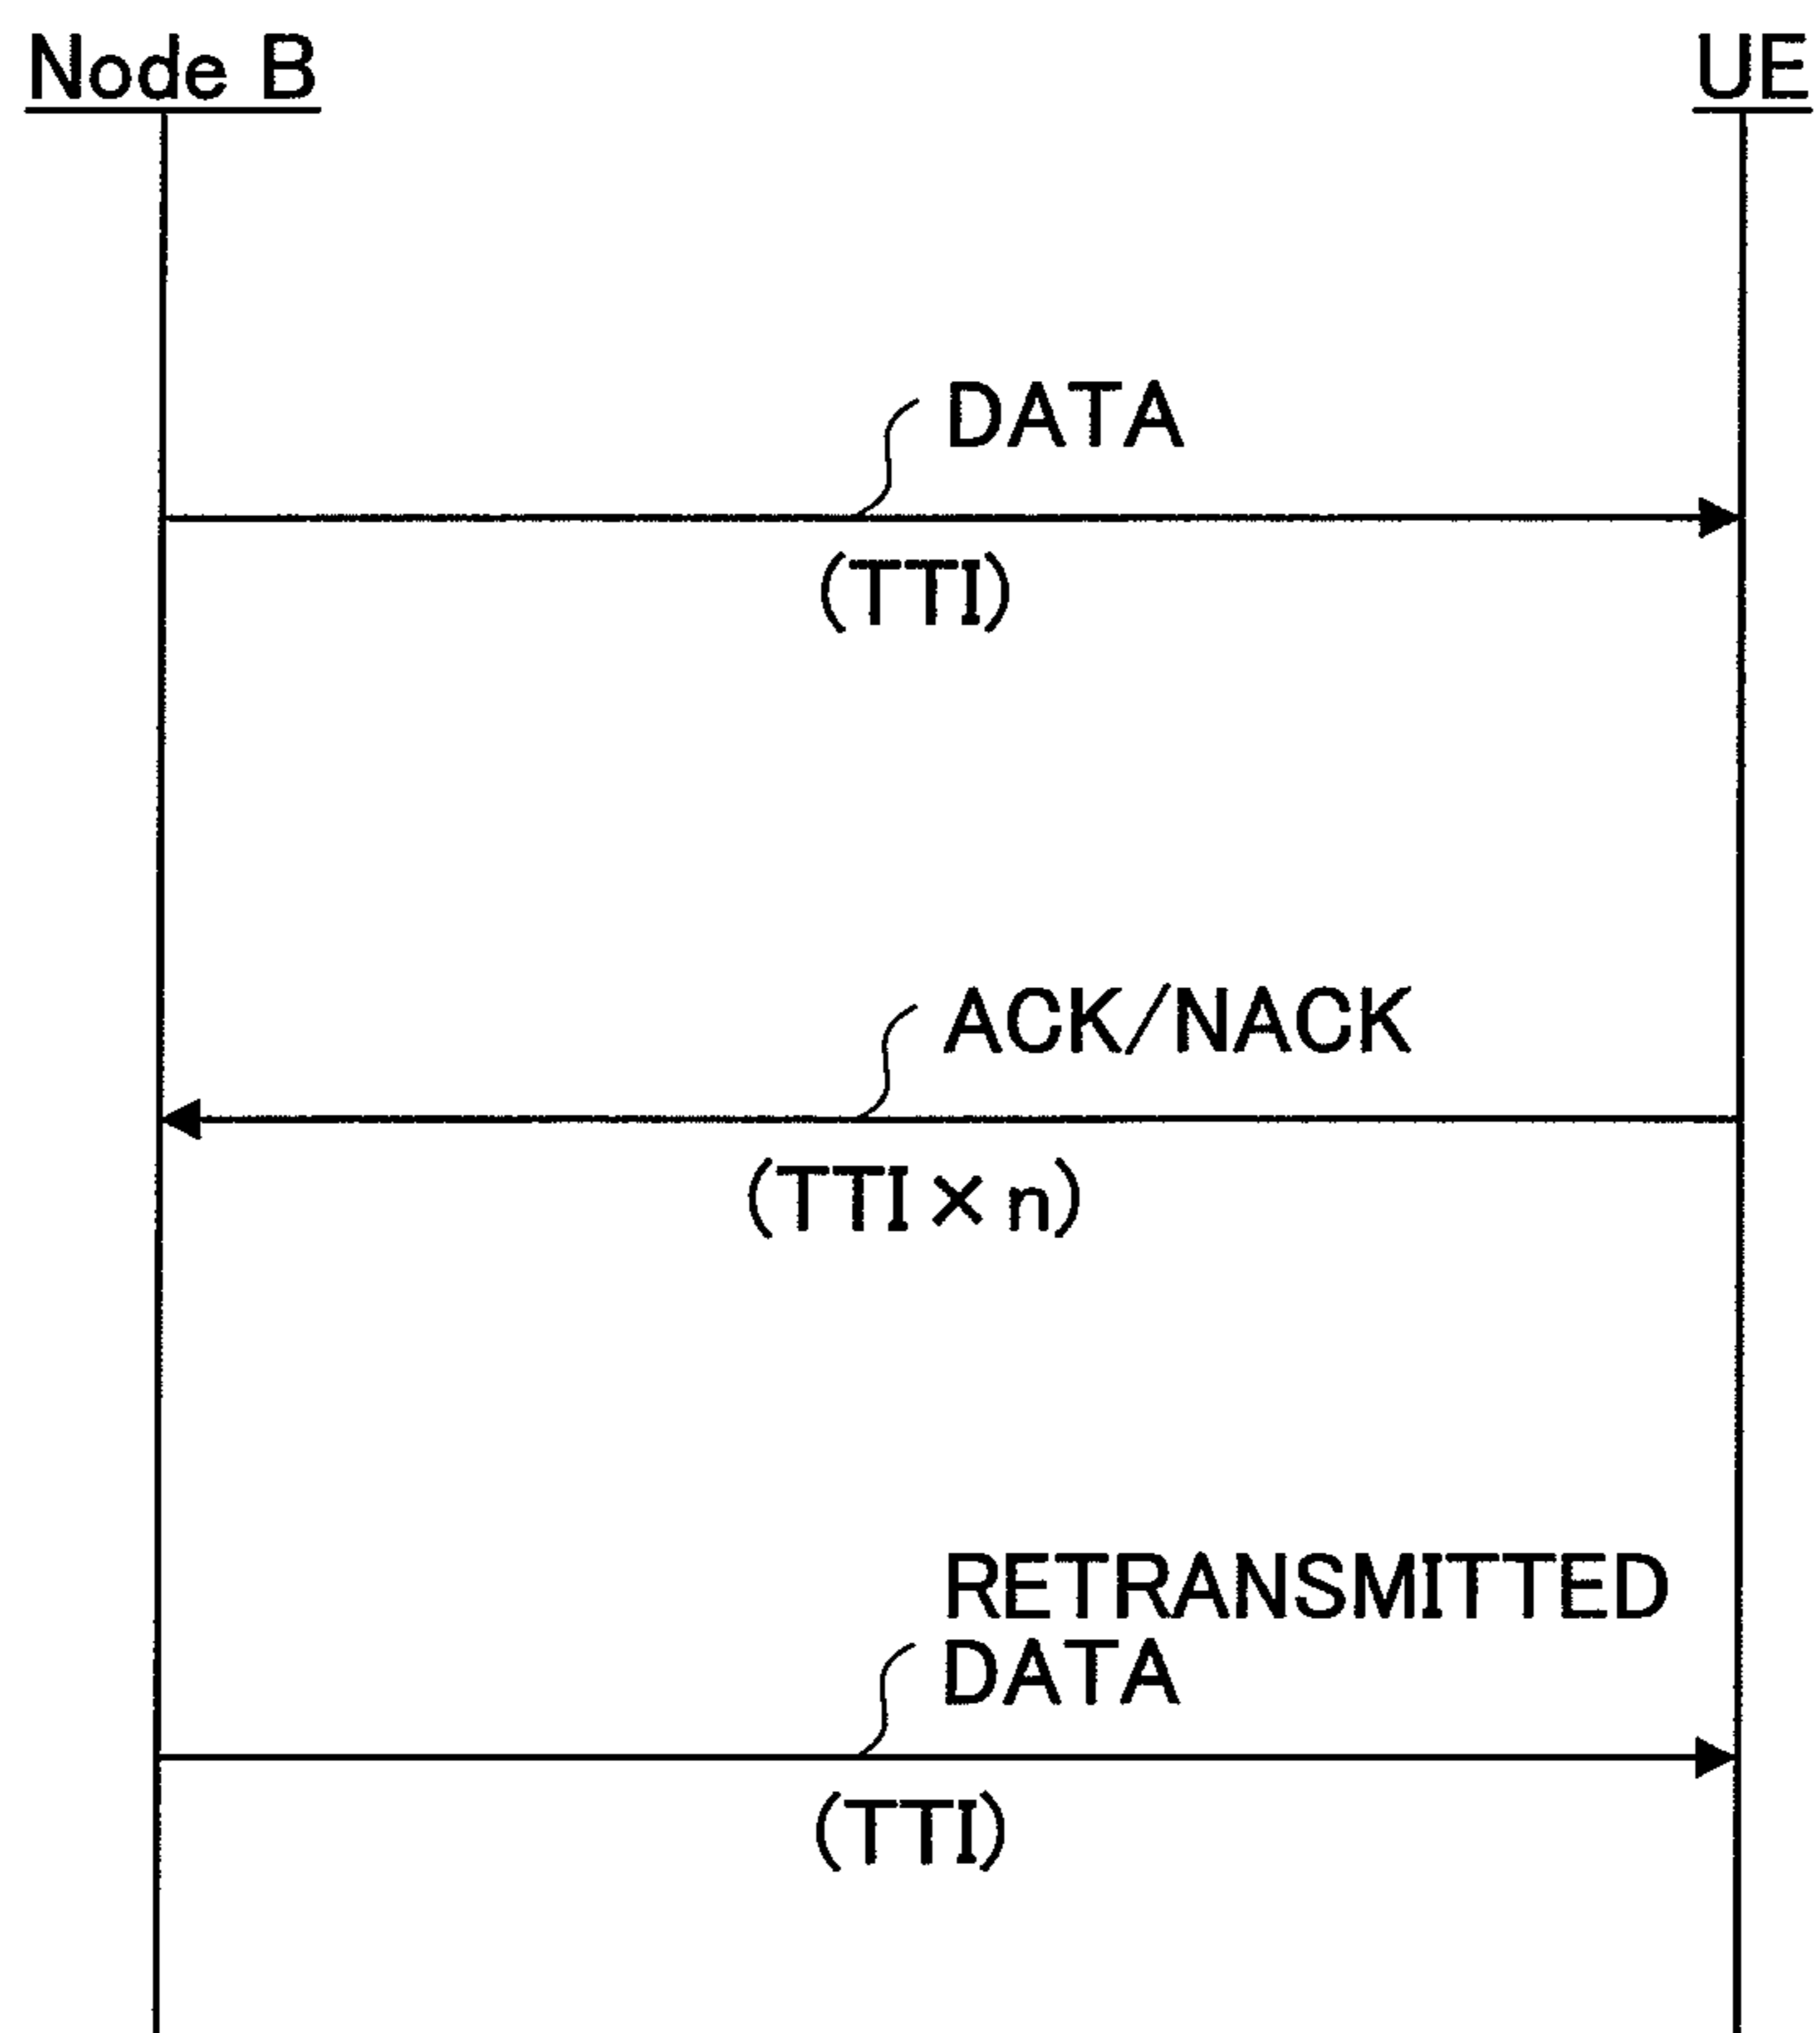 Node B
UE
DATA
(TTI)
ACK/NACK
(TTI × n)
RETRANSMITTED
DATA
(TTI)